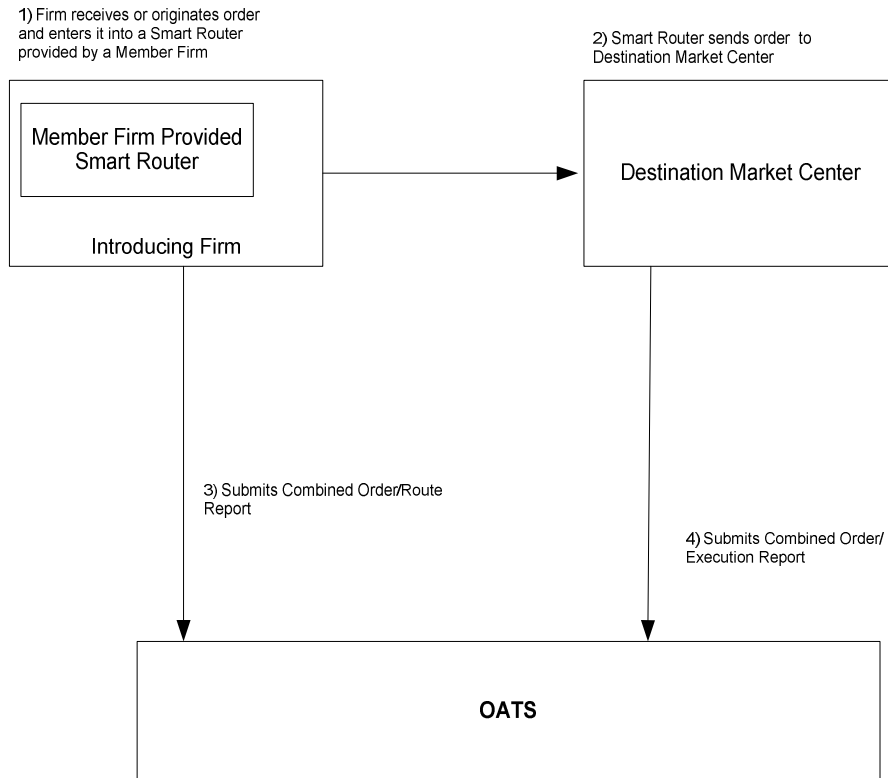 1) Firm receives or originates order
and enters it into a Smart Router
provided by a Member Firm
2) Smart Router sends order to
Destination Market Center
Member Firm Provided
Smart Router
Introducing Firm
Destination Market Center
3) Submits Combined Order/Route
Report
4) Submits Combined Order/
Execution Report
OATS